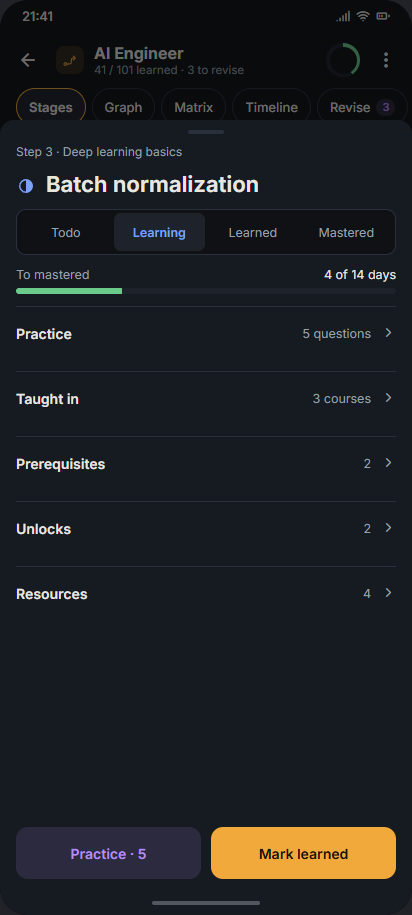 21:41
AI Engineer
41 / 101 learned · 3 to revise
Stages
Graph
Matrix
Timeline
Revise 3
Step 3 · Deep learning basics
Batch normalization
Todo
Learning
Learned
Mastered
To mastered
4 of 14 days
Practice
5 questions
Taught in
3 courses
Prerequisites
2
Unlocks
2
Resources
4
Practice · 5
Mark learned